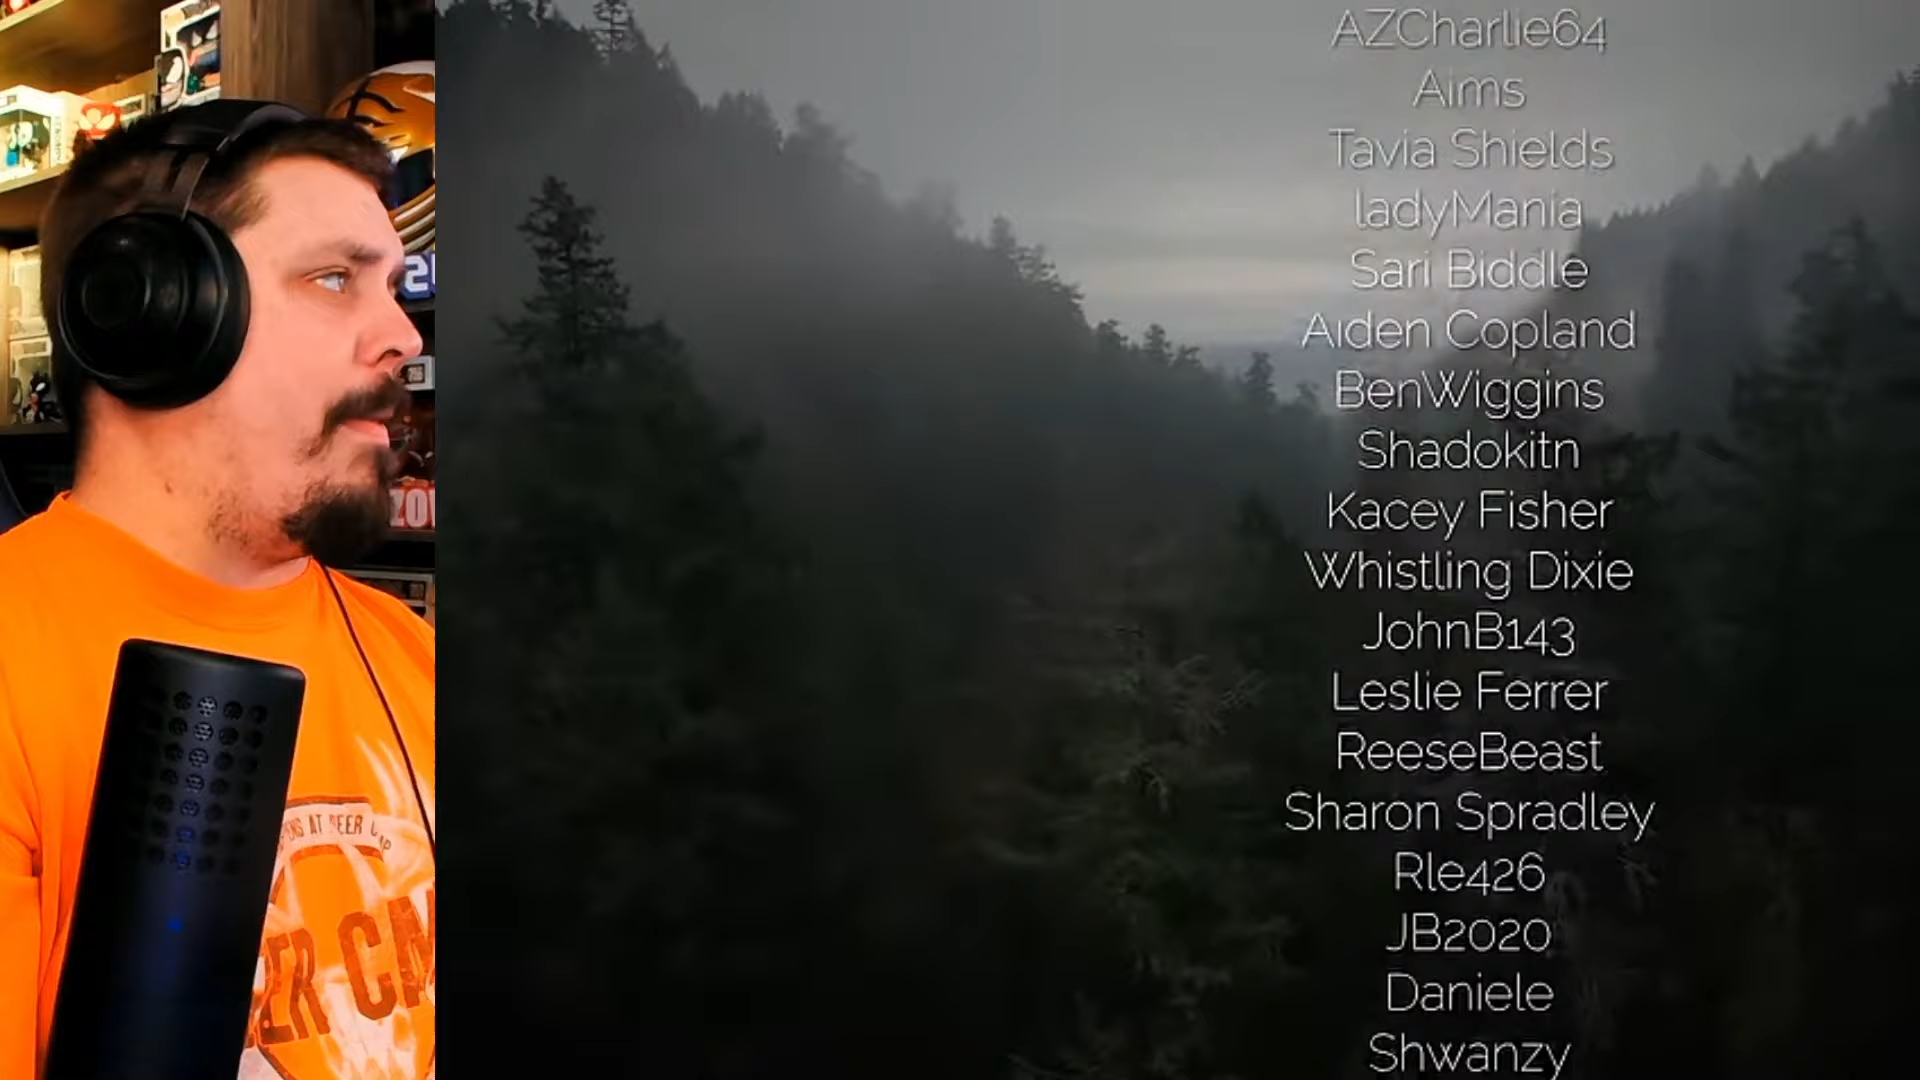 AZCharlie64
Aims
Tavia Shields
ladyMania
Sari Biddle
Aiden Copland
BenWiggins
Shadokitn
Kacey Fisher
Whistling Dixie
JohnB143
Leslie Ferrer
ReeseBeast
Sharon Spradley
Rle426
JB2020
Daniele
Shwanzy
AT